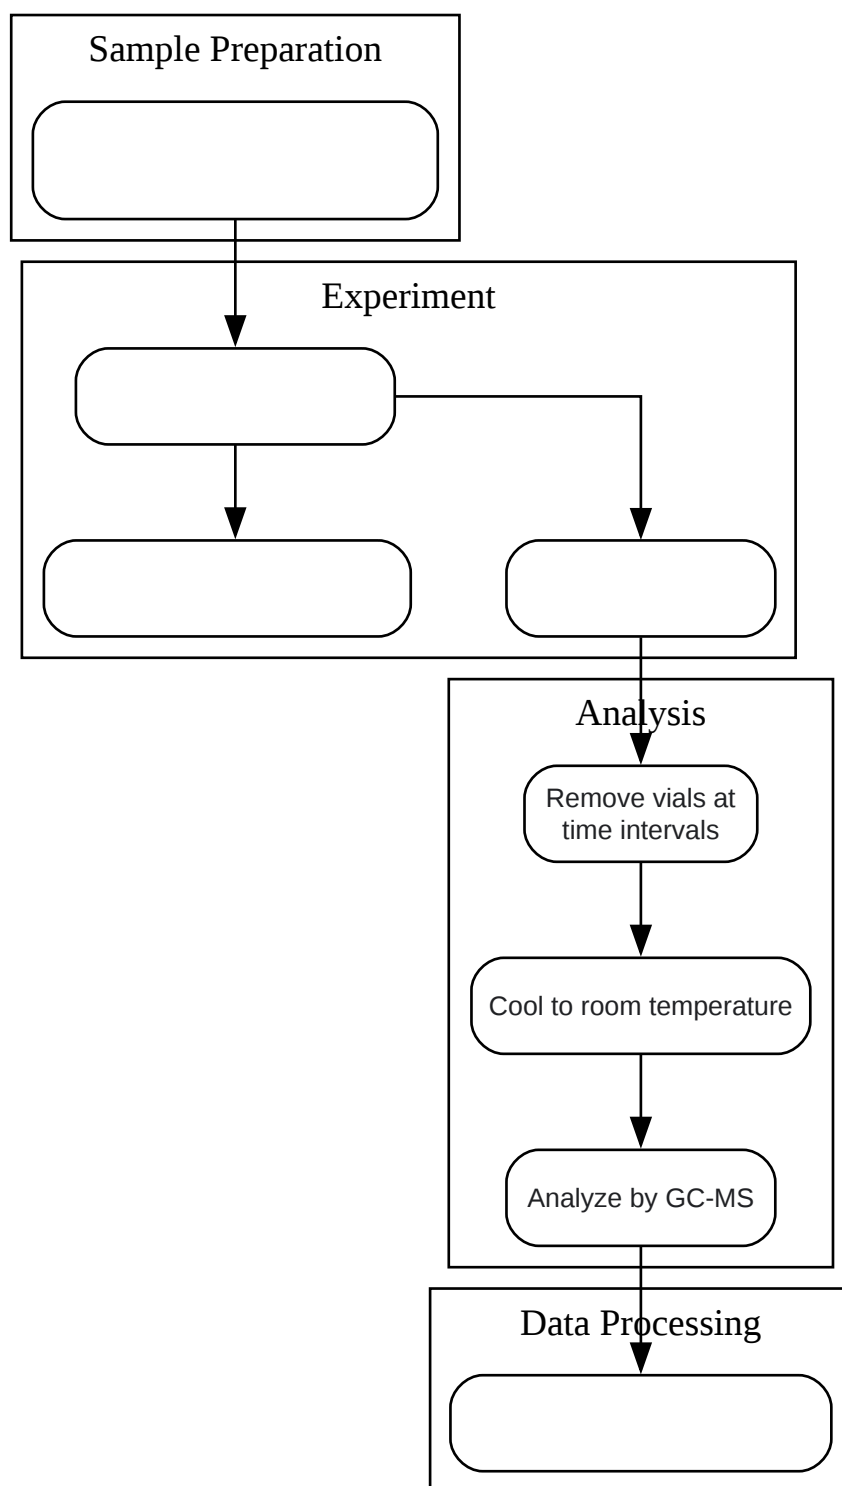 Sample Preparation
Experiment
Analysis
Remove vials at
time intervals
Cool to room temperature
Analyze by GC-MS
Data Processing